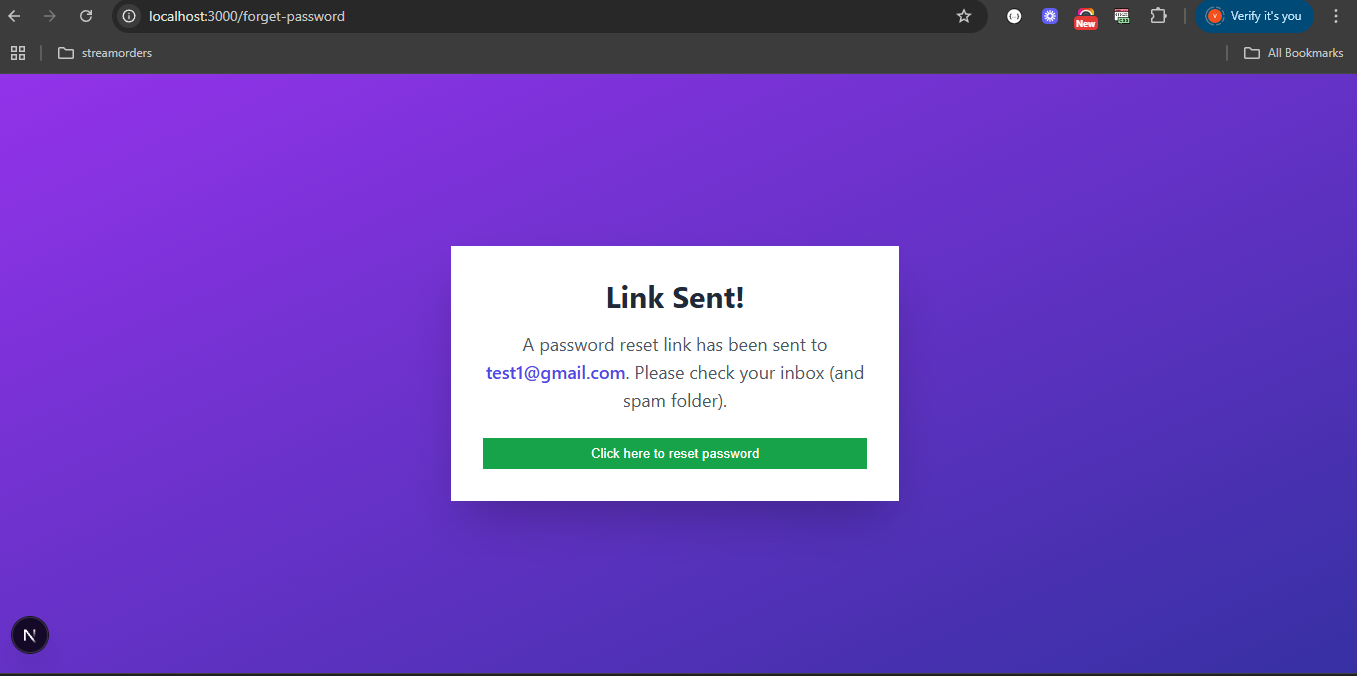 localhost:3000/forget-password
New
Verify it's you
streamorders
All Bookmarks
Link Sent!
A password reset link has been sent to
test1@gmail.com. Please check your inbox (and
spam folder).
Click here to reset password
N